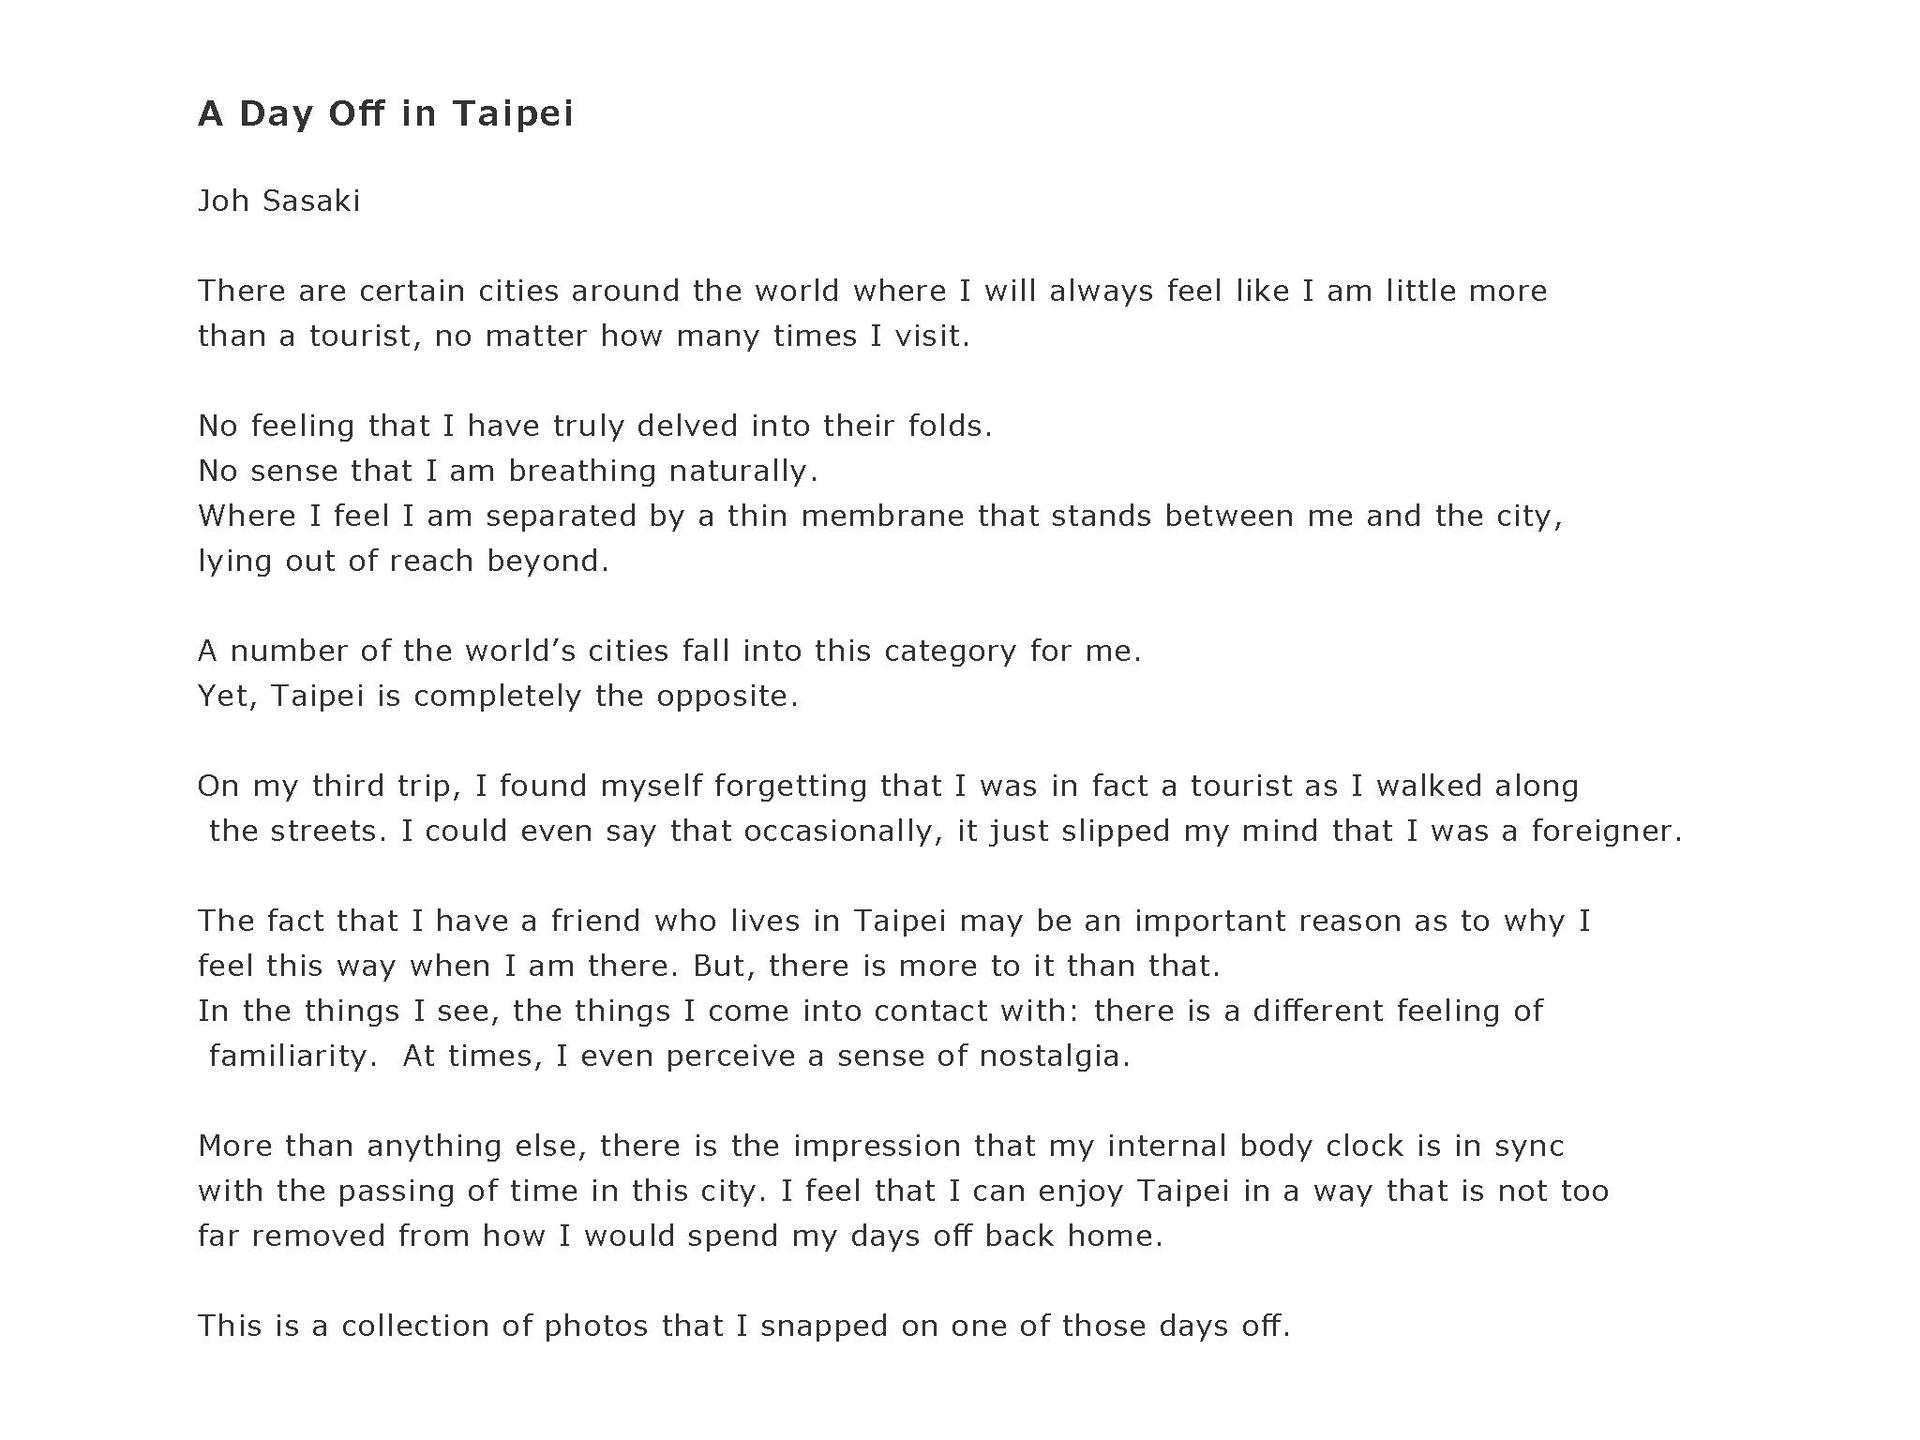 A Day Off in Taipei
Joh Sasaki
There are certain cities around the world where I will always feel like I am little more
than a tourist, no matter how many times I visit.
No feeling that I have truly delved into their folds.
No sense that I am breathing naturally.
Where I feel I am separated by a thin membrane that stands between me and the city,
lying out of reach beyond.
A number of the world’s cities fall into this category for me.
Yet, Taipei is completely the opposite.
On my third trip, I found myself forgetting that I was in fact a tourist as I walked along
the streets. I could even say that occasionally, it just slipped my mind that I was a foreigner.
The fact that I have a friend who lives in Taipei may be an important reason as to why I
feel this way when I am there. But, there is more to it than that.
In the things I see, the things I come into contact with: there is a different feeling of
familiarity.  At times, I even perceive a sense of nostalgia.
More than anything else, there is the impression that my internal body clock is in sync
with the passing of time in this city. I feel that I can enjoy Taipei in a way that is not too
far removed from how I would spend my days off back home.
This is a collection of photos that I snapped on one of those days off.